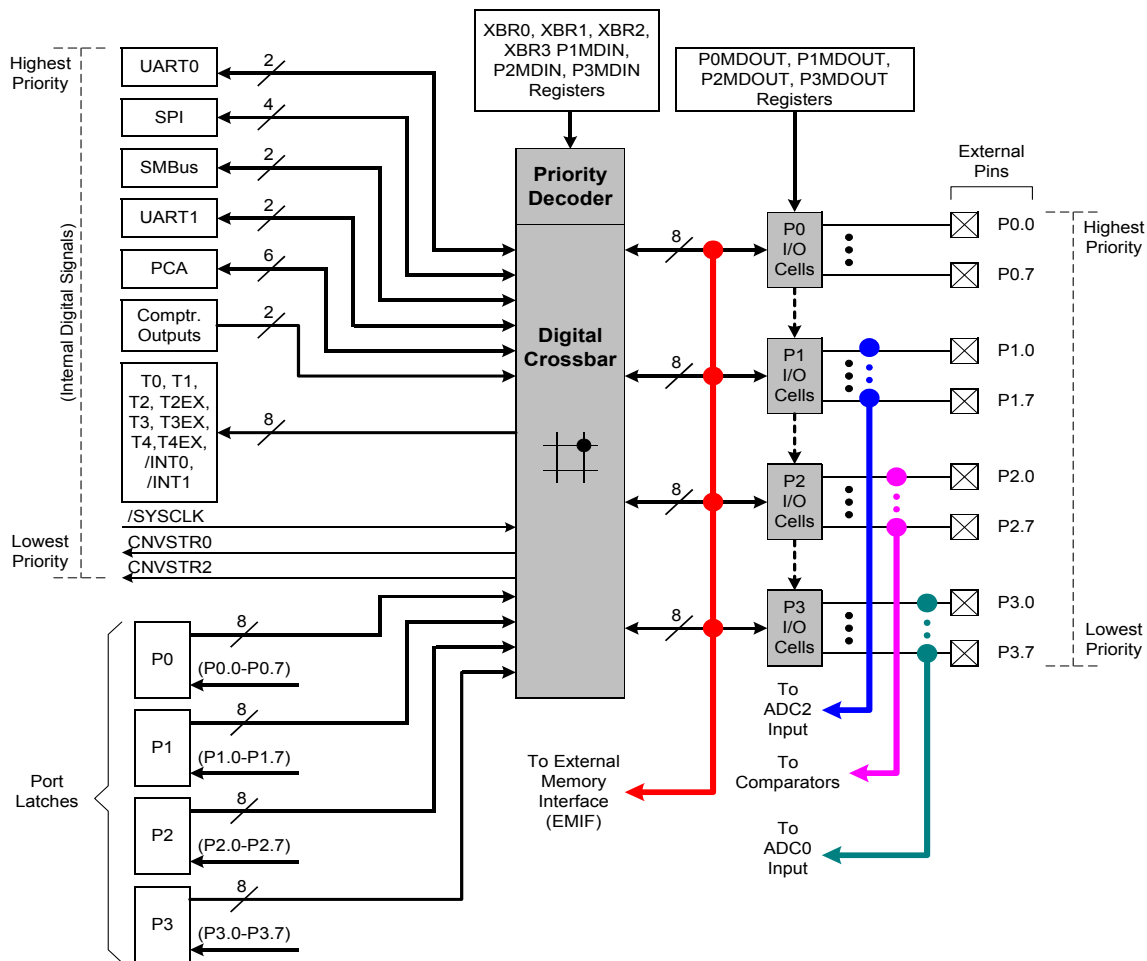 XBR0, XBR1, XBR2,
XBR3 P1MDIN,
P2MDIN, P3MDIN
Registers
P0MDOUT, P1MDOUT,
P2MDOUT, P3MDOUT
Registers
Highest
Priority
(Internal Digital Signals)
Lowest
Priority
UART0
2
SPI
4
SMBus
2
UART1
2
PCA
6
Comptr.
Outputs
2
T0, T1,
T2, T2EX,
T3, T3EX,
T4,T4EX,
/INT0,
/INT1
8
/SYSCLK
CNVSTR0
CNVSTR2
Port
Latches
P0
8
(P0.0-P0.7)
P1
8
(P1.0-P1.7)
P2
8
(P2.0-P2.7)
P3
8
(P3.0-P3.7)
Priority
Decoder
Digital
Crossbar
8
8
8
8
P0
I/O
Cells
P1
I/O
Cells
P2
I/O
Cells
P3
I/O
Cells
External
Pins
P0.0
P0.7
P1.0
P1.7
P2.0
P2.7
P3.0
P3.7
Highest
Priority
Lowest
Priority
To External
Memory
Interface
(EMIF)
To
ADC2
Input
To
Comparators
To
ADC0
Input